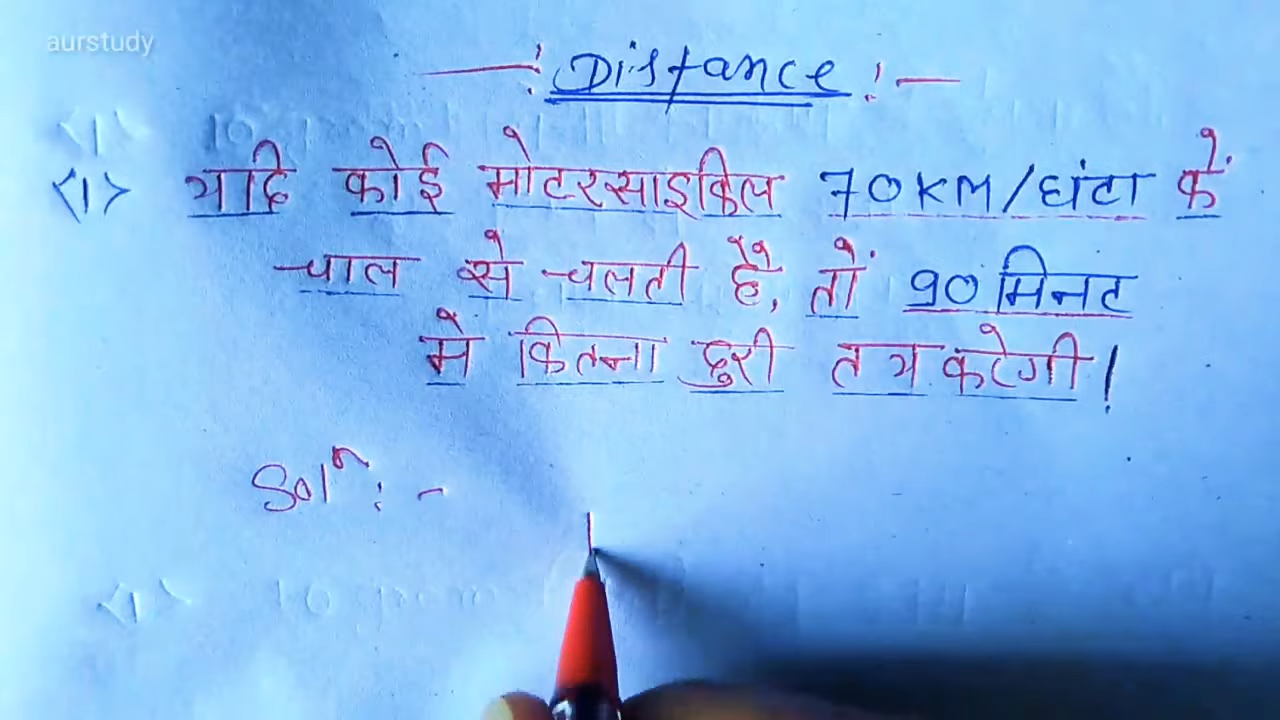 aurstudy
—! Distance !—
<1> यदि कोई मोटरसाइकिल 70KM/घंटा के
चाल से चलती है, तों 90 मिनट
मे कितना दुरी तय करेगी।
Solⁿ: -